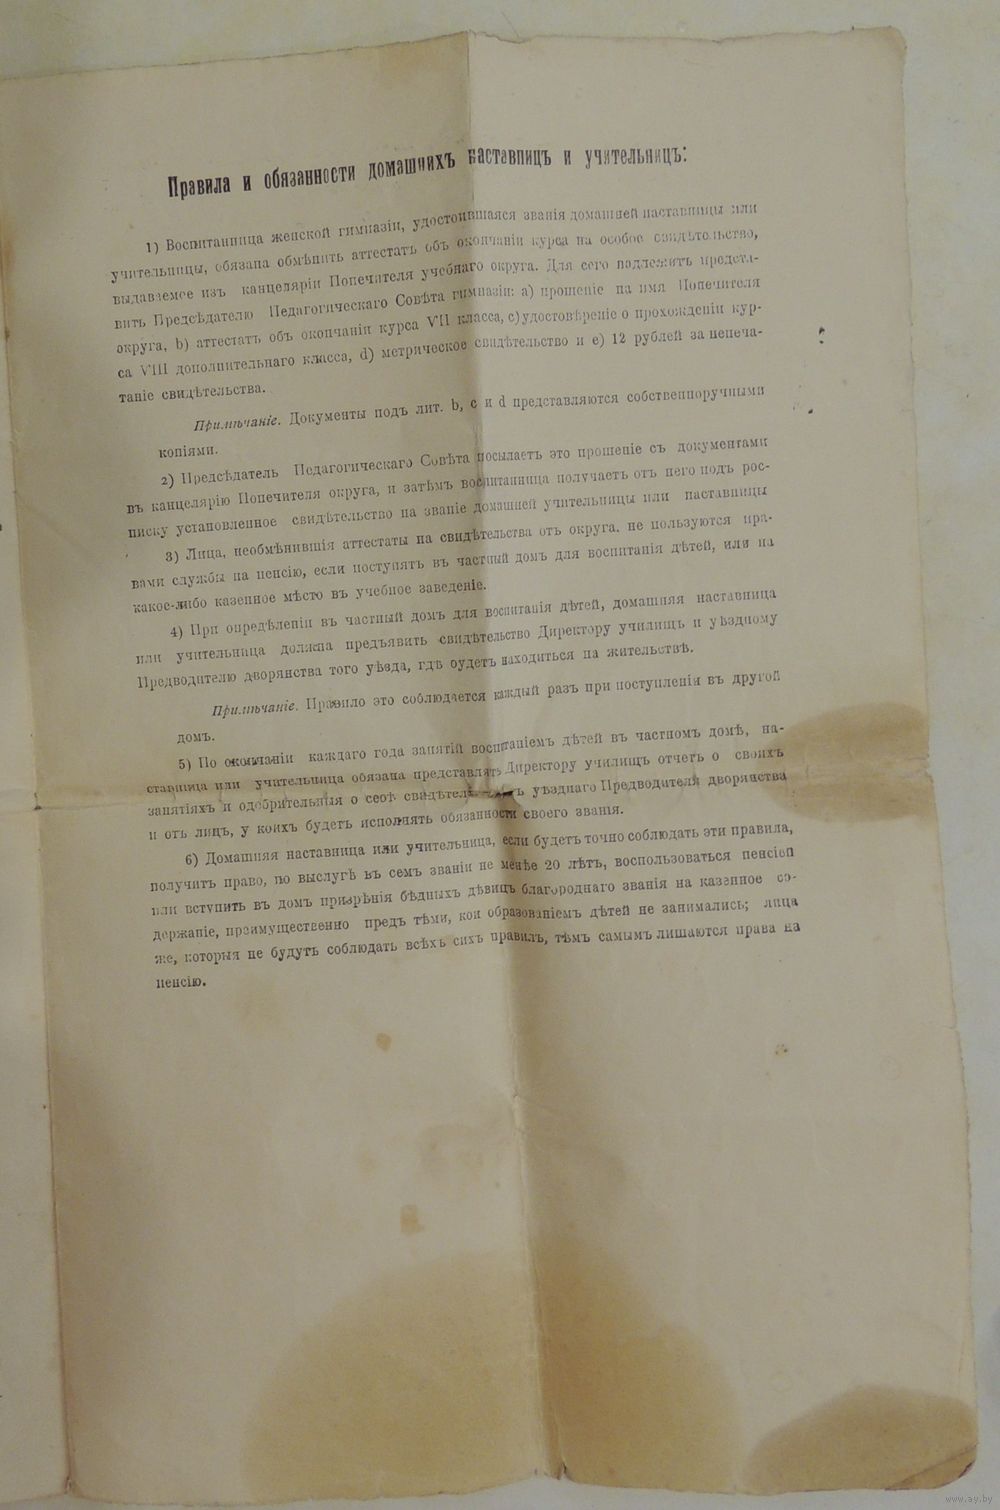 Правила и обязанности домашнихъ наставницъ и учительницъ:
1) Воспитанница женской гимназіи, удостоившаяся званія домашней наставницы или
учительницы, обязана обмѣнить аттестатъ объ окончаніи курса на особое свидѣтельство,
выдаваемое изъ канцеляріи Попечителя учебнаго округа. Для сего надлежитъ предста-
вить Предсѣдателю Педагогическаго Совѣта гимназіи: а) прошеніе на имя Попечителя
округа, b) аттестатъ объ окончаніи курса VII класса, с) удостовѣреніе о прохожденіи кур-
са VIII дополнительнаго класса, d) метрическое свидѣтельство и е) 12 рублей за непеча-
таніе свидѣтельства.
Примѣчаніе. Документы подъ лит. b, c и d представляются собственноручными
копіями.
2) Предсѣдатель Педагогическаго Совѣта посылаетъ это прошеніе съ документами
въ канцелярію Попечителя округа, и затѣмъ воспитанница получаетъ отъ него подъ рос-
писку установленное свидѣтельство на званіе домашней учительницы или наставницы
3) Лица, необмѣнившія аттестаты на свидѣтельства отъ округа. не пользуются пра-
вами службы на пенсію, если поступятъ въ частный домъ для воспитанія дѣтей, или на
какое-либо казенное мѣсто въ учебное заведеніе.
4) При опредѣленіи въ частный домъ для воспитанія дѣтей, домашняя наставница
или учительница должна предъявить свидѣтельство Директору училищъ и уѣздному
Предводителю дворянства того уѣзда, гдѣ будетъ находиться на жительствѣ.
Примѣчаніе. Правило это соблюдается каждый разъ при поступленіи въ другой
домъ.
5) По окончаніи каждаго года занятій воспитаніемъ дѣтей въ частномъ домѣ, на-
ставница или учительница обязана представлять Директору училищъ отчетъ о своихъ
занятіяхъ и одобрительныя о себѣ уѣзднаго Предводителя дворянства
и отъ лицъ, у коихъ будетъ исполнять обязанности своего званія.
6) Домашняя наставница или учительница, если будетъ точно соблюдать эти правила,
получитъ право, по выслугѣ въ семъ званіи не менѣе 20 лѣтъ, воспользоваться пенсіей
или вступить въ домъ призрѣнія бѣдныхъ дѣвицъ благороднаго званія на казенное со-
держаніе, преимущественно предъ тѣми, кои образованіемъ дѣтей не занимались; лица
же, которыя не будутъ соблюдать всѣхъ сихъ правилъ, тѣмъ самымъ лишаются права на
пенсію.
www.ay.by